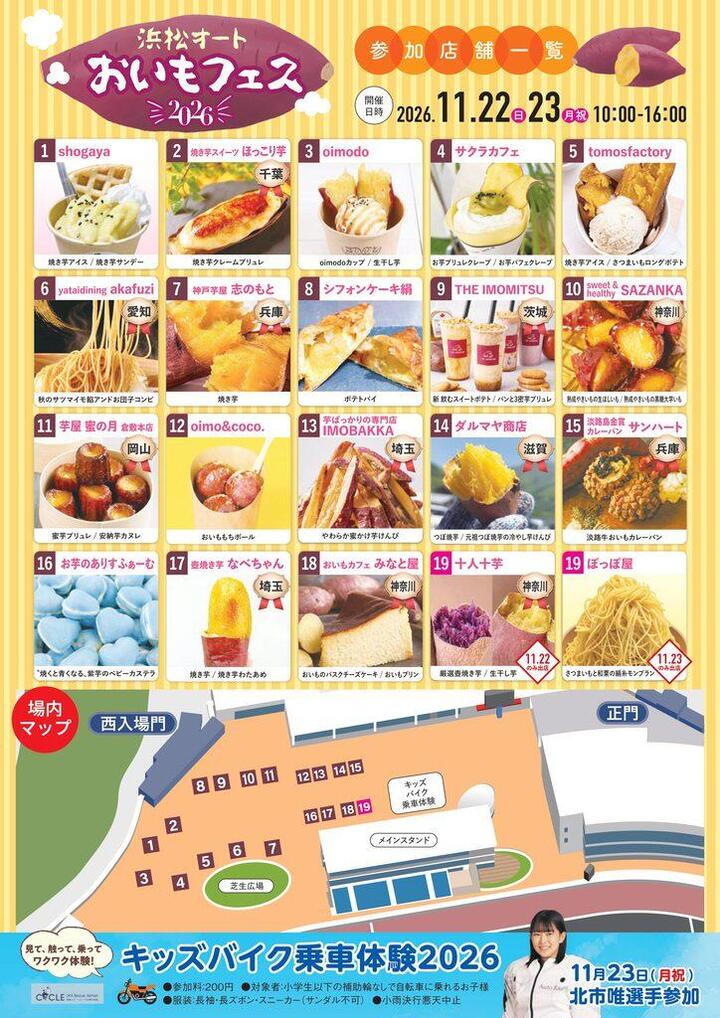 浜松オート
おいもフェス
2026
参加店舗一覧
開催
日時
2026. 11.22日 23月祝 10:00-16:00
1 shogaya
焼き芋アイス / 焼き芋サンデー
2 焼き芋スイーツ ほっこり芋
千葉
焼き芋クレームブリュレ
3 oimodo
oimodoカップ / 生干し芋
4 サクラカフェ
お芋ブリュレクレープ / お芋パフェクレープ
5 tomosfactory
焼き芋アイス / さつまいもロングポテト
6 yataidining akafuzi
愛知
秋のサツマイモ餡アンドお団子コンビ
7 神戸芋屋 志のもと
兵庫
焼き芋
8 シフォンケーキ絹
ポテトパイ
9 THE IMOMITSU
茨城
新 飲むスイートポテト / パンと3蜜芋ブリュレ
10 sweet & healthy SAZANKA
神奈川
熟成やきいもの生ほしいも / 熟成やきいもの黒糖大学いも
11 芋屋 蜜の月 倉敷本店
岡山
蜜芋ブリュレ / 安納芋カヌレ
12 oimo&coco.
おいももちボール
13 芋ばっかりの専門店 IMOBAKKA
埼玉
やわらか蜜かけ芋けんぴ
14 ダルマヤ商店
滋賀
つぼ焼芋 / 元祖つぼ焼芋の冷やし芋けんぴ
15 淡路島金賞カレーパン サンハート
兵庫
淡路牛おいもカレーパン
16 お芋のありすふぁーむ
"焼くと青くなる、紫芋のベビーカステラ
17 壺焼き芋 なべちゃん
埼玉
焼き芋 / 焼き芋わたあめ
18 おいもカフェ みなと屋
神奈川
おいものバスクチーズケーキ / おいもプリン
19 十人十芋
神奈川
厳選壺焼き芋 / 生干し芋
11.22
のみ出店
19 ぽっぽ屋
さつまいもと和栗の絹糸モンブラン
11.23
のみ出店
場内
マップ
西入場門
正門
8 9 10 11 12 13 14 15
キッズ
バイク
乗車体験
16 17 18 19
1 2
メインスタンド
3 4 5 6 7
芝生広場
見て、触って、乗って
ワクワク体験!
キッズバイク乗車体験2026
CYCLE
●参加料:200円 ●対象者:小学生以下の補助輪なしで自転車に乗れるお子様
●服装:長袖・長ズボン・スニーカー(サンダル不可) ●小雨決行悪天中止
11月23日(月祝)
北市唯選手参加